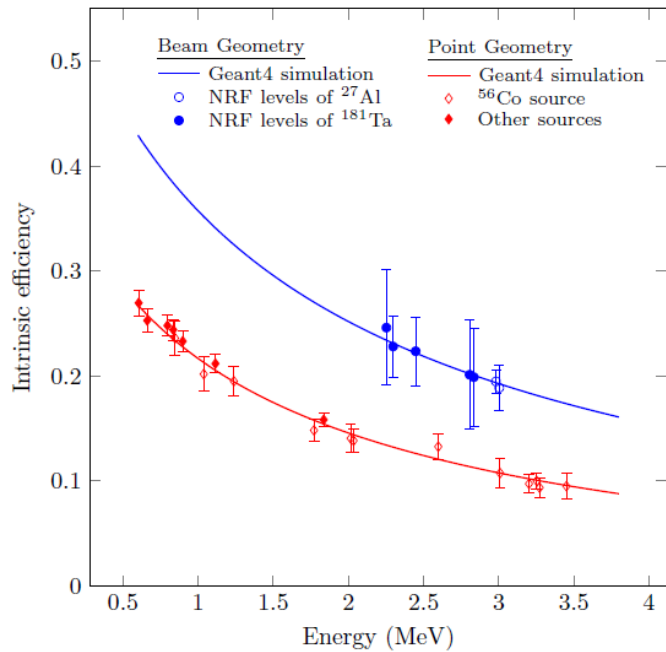 Beam Geometry
Geant4 simulation
NRF levels of ²⁷Al
NRF levels of ¹⁸¹Ta
Point Geometry
Geant4 simulation
⁵⁶Co source
Other sources
Intrinsic efficiency
0.5
0.4
0.3
0.2
0.1
0
0.5 1 1.5 2 2.5 3 3.5 4
Energy (MeV)